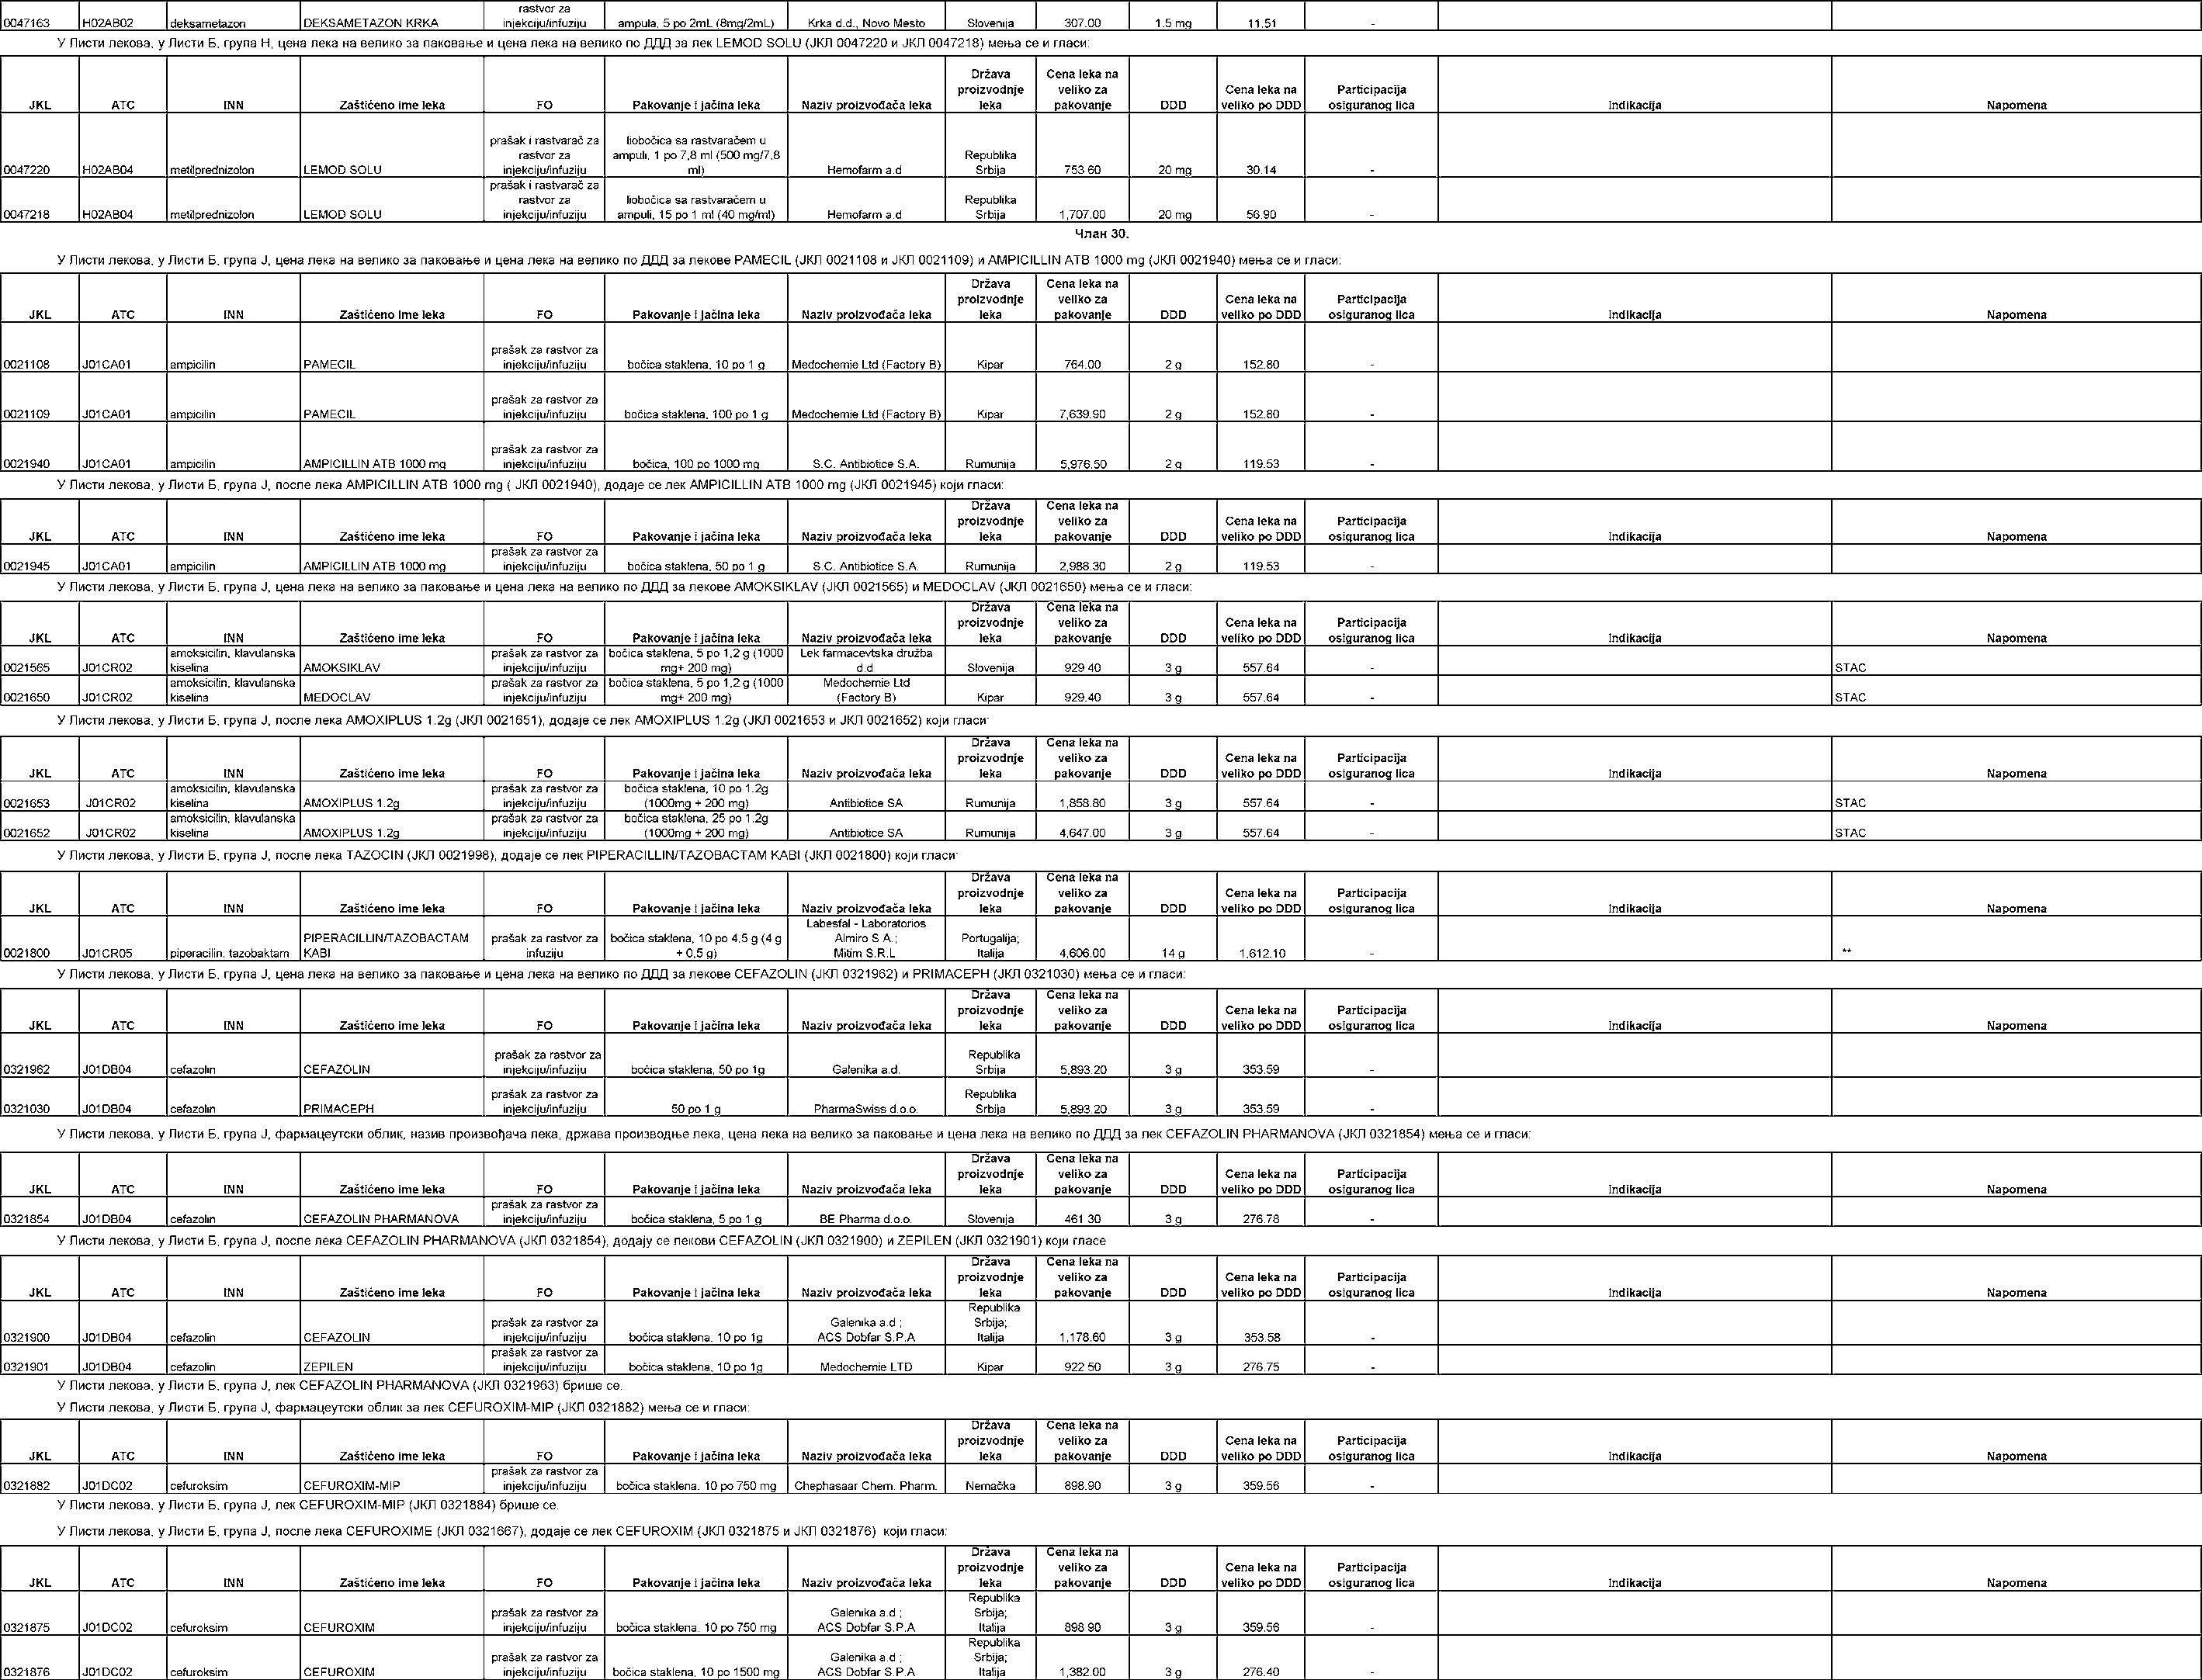 rastvor za
0047163 H02AB02 deksametazon DEKSAMETAZON KRKA injekciju/infuziju ampula, 5 po 2mL (8mg/2mL) Krka d.d., Novo Mesto Slovenija 307.00 1.5 mg 11.51 -
У Листи лекова, у Листи Б, група Н, цена лека на велико за паковање и цена лека на велико по ДДД за лек LEMOD SOLU (ЈКЛ 0047220 и ЈКЛ 0047218) мења се и гласи:
Država Cena leka na
proizvodnje veliko za Cena leka na Participacija
JKL ATC INN Zaštićeno ime leka FO Pakovanje i jačina leka Naziv proizvođača leka leka pakovanje DDD veliko po DDD osiguranog lica Indikacija Napomena
prašak i rastvarač za liobočica sa rastvaračem u
rastvor za ampuli, 1 po 7,8 ml (500 mg/7,8 Republika
0047220 H02AB04 metilprednizolon LEMOD SOLU injekciju/infuziju ml) Hemofarm a.d Srbija 753.60 20 mg 30.14 -
prašak i rastvarač za
rastvor za liobočica sa rastvaračem u Republika
0047218 H02AB04 metilprednizolon LEMOD SOLU injekciju/infuziju ampuli, 15 po 1 ml (40 mg/ml) Hemofarm a.d Srbija 1,707.00 20 mg 56.90 -
Члан 30.
У Листи лекова, у Листи Б, група Ј, цена лека на велико за паковање и цена лека на велико по ДДД за лекове PAMECIL (ЈКЛ 0021108 и ЈКЛ 0021109) и AMPICILLIN ATB 1000 mg (ЈКЛ 0021940) мења се и гласи:
Država Cena leka na
proizvodnje veliko za Cena leka na Participacija
JKL ATC INN Zaštićeno ime leka FO Pakovanje i jačina leka Naziv proizvođača leka leka pakovanje DDD veliko po DDD osiguranog lica Indikacija Napomena
prašak za rastvor za
0021108 J01CA01 ampicilin PAMECIL injekciju/infuziju bočica staklena, 10 po 1 g Medochemie Ltd (Factory B) Kipar 764.00 2 g 152.80 -
prašak za rastvor za
0021109 J01CA01 ampicilin PAMECIL injekciju/infuziju bočica staklena, 100 po 1 g Medochemie Ltd (Factory B) Kipar 7,639.90 2 g 152.80 -
prašak za rastvor za
0021940 J01CA01 ampicilin AMPICILLIN ATB 1000 mg injekciju/infuziju bočica, 100 po 1000 mg S.C. Antibiotice S.A. Rumunija 5,976.50 2 g 119.53 -
У Листи лекова, у Листи Б, група Ј, после лека AMPICILLIN ATB 1000 mg ( ЈКЛ 0021940), додаје се лек AMPICILLIN ATB 1000 mg (ЈКЛ 0021945) који гласи:
Država Cena leka na
proizvodnje veliko za Cena leka na Participacija
JKL ATC INN Zaštićeno ime leka FO Pakovanje i jačina leka Naziv proizvođača leka leka pakovanje DDD veliko po DDD osiguranog lica Indikacija Napomena
prašak za rastvor za
0021945 J01CA01 ampicilin AMPICILLIN ATB 1000 mg injekciju/infuziju bočica staklena, 50 po 1 g S.C. Antibiotice S.A. Rumunija 2,988.30 2 g 119.53 -
У Листи лекова, у Листи Б, група Ј, цена лека на велико за паковање и цена лека на велико по ДДД за лекове AMOKSIKLAV (ЈКЛ 0021565) и MEDOCLAV (ЈКЛ 0021650) мења се и гласи:
Država Cena leka na
proizvodnje veliko za Cena leka na Participacija
JKL ATC INN Zaštićeno ime leka FO Pakovanje i jačina leka Naziv proizvođača leka leka pakovanje DDD veliko po DDD osiguranog lica Indikacija Napomena
amoksicilin, klavulanska prašak za rastvor za bočica staklena, 5 po 1,2 g (1000 Lek farmacevtska družba
0021565 J01CR02 kiselina AMOKSIKLAV injekciju/infuziju mg+ 200 mg) d.d Slovenija 929.40 3 g 557.64 - STAC
amoksicilin, klavulanska prašak za rastvor za bočica staklena, 5 po 1,2 g (1000 Medochemie Ltd
0021650 J01CR02 kiselina MEDOCLAV injekciju/infuziju mg+ 200 mg) (Factory B) Kipar 929.40 3 g 557.64 - STAC
У Листи лекова, у Листи Б, група Ј, после лека AMOXIPLUS 1.2g (ЈКЛ 0021651), додаје се лек AMOXIPLUS 1.2g (ЈКЛ 0021653 и ЈКЛ 0021652) који гласи:
Država Cena leka na
proizvodnje veliko za Cena leka na Participacija
JKL ATC INN Zaštićeno ime leka FO Pakovanje i jačina leka Naziv proizvođača leka leka pakovanje DDD veliko po DDD osiguranog lica Indikacija Napomena
amoksicilin, klavulanska prašak za rastvor za bočica staklena, 10 po 1.2g
0021653 J01CR02 kiselina AMOXIPLUS 1.2g injekciju/infuziju (1000mg + 200 mg) Antibiotice SA Rumunija 1,858.80 3 g 557.64 - STAC
amoksicilin, klavulanska prašak za rastvor za bočica staklena, 25 po 1.2g
0021652 J01CR02 kiselina AMOXIPLUS 1.2g injekciju/infuziju (1000mg + 200 mg) Antibiotice SA Rumunija 4,647.00 3 g 557.64 - STAC
У Листи лекова, у Листи Б, група Ј, после лека TAZOCIN (ЈКЛ 0021998), додаје се лек PIPERACILLIN/TAZOBACTAM KABI (ЈКЛ 0021800) који гласи:
Država Cena leka na
proizvodnje veliko za Cena leka na Participacija
JKL ATC INN Zaštićeno ime leka FO Pakovanje i jačina leka Naziv proizvođača leka leka pakovanje DDD veliko po DDD osiguranog lica Indikacija Napomena
Labesfal - Laboratorios
PIPERACILLIN/TAZOBACTAM prašak za rastvor za bočica staklena, 10 po 4,5 g (4 g Almiro S.A.; Portugalija;
0021800 J01CR05 piperacilin, tazobaktam KABI infuziju + 0,5 g) Mitim S.R.L Italija 4,606.00 14 g 1,612.10 - **
У Листи лекова, у Листи Б, група Ј, цена лека на велико за паковање и цена лека на велико по ДДД за лекове CEFAZOLIN (ЈКЛ 0321962) и PRIMACEPH (ЈКЛ 0321030) мења се и гласи:
Država Cena leka na
proizvodnje veliko za Cena leka na Participacija
JKL ATC INN Zaštićeno ime leka FO Pakovanje i jačina leka Naziv proizvođača leka leka pakovanje DDD veliko po DDD osiguranog lica Indikacija Napomena
prašak za rastvor za Republika
0321962 J01DB04 cefazolin CEFAZOLIN injekciju/infuziju bočica staklena, 50 po 1g Galenika a.d. Srbija 5,893.20 3 g 353.59 -
prašak za rastvor za Republika
0321030 J01DB04 cefazolin PRIMACEPH injekciju/infuziju 50 po 1 g PharmaSwiss d.o.o. Srbija 5,893.20 3 g 353.59 -
У Листи лекова, у Листи Б, група Ј, фармацеутски облик, назив произвођача лека, држава производње лека, цена лека на велико за паковање и цена лека на велико по ДДД за лек CEFAZOLIN PHARMANOVA (ЈКЛ 0321854) мења се и гласи:
Država Cena leka na
proizvodnje veliko za Cena leka na Participacija
JKL ATC INN Zaštićeno ime leka FO Pakovanje i jačina leka Naziv proizvođača leka leka pakovanje DDD veliko po DDD osiguranog lica Indikacija Napomena
prašak za rastvor za
0321854 J01DB04 cefazolin CEFAZOLIN PHARMANOVA injekciju/infuziju bočica staklena, 5 po 1 g BE Pharma d.o.o. Slovenija 461.30 3 g 276.78 -
У Листи лекова, у Листи Б, група Ј, после лека CEFAZOLIN PHARMANOVA (ЈКЛ 0321854), додају се лекови CEFAZOLIN (ЈКЛ 0321900) и ZEPILEN (ЈКЛ 0321901) који гласе
Država Cena leka na
proizvodnje veliko za Cena leka na Participacija
JKL ATC INN Zaštićeno ime leka FO Pakovanje i jačina leka Naziv proizvođača leka leka pakovanje DDD veliko po DDD osiguranog lica Indikacija Napomena
Republika
prašak za rastvor za Galenika a.d ; Srbija;
0321900 J01DB04 cefazolin CEFAZOLIN injekciju/infuziju bočica staklena, 10 po 1g ACS Dobfar S.P.A Italija 1,178.60 3 g 353.58 -
prašak za rastvor za
0321901 J01DB04 cefazolin ZEPILEN injekciju/infuziju bočica staklena, 10 po 1g Medochemie LTD Kipar 922.50 3 g 276.75 -
У Листи лекова, у Листи Б, група Ј, лек CEFAZOLIN PHARMANOVA (ЈКЛ 0321963) брише се.
У Листи лекова, у Листи Б, група Ј, фармацеутски облик за лек CEFUROXIM-MIP (ЈКЛ 0321882) мења се и гласи:
Država Cena leka na
proizvodnje veliko za Cena leka na Participacija
JKL ATC INN Zaštićeno ime leka FO Pakovanje i jačina leka Naziv proizvođača leka leka pakovanje DDD veliko po DDD osiguranog lica Indikacija Napomena
prašak za rastvor za
0321882 J01DC02 cefuroksim CEFUROXIM-MIP injekciju/infuziju bočica staklena, 10 po 750 mg Chephasaar Chem. Pharm. Nemačka 898.90 3 g 359.56 -
У Листи лекова, у Листи Б, група Ј, лек CEFUROXIM-MIP (ЈКЛ 0321884) брише се.
У Листи лекова, у Листи Б, група Ј, после лека CEFUROXIME (ЈКЛ 0321667), додаје се лек CEFUROXIM (ЈКЛ 0321875 и ЈКЛ 0321876) који гласи:
Država Cena leka na
proizvodnje veliko za Cena leka na Participacija
JKL ATC INN Zaštićeno ime leka FO Pakovanje i jačina leka Naziv proizvođača leka leka pakovanje DDD veliko po DDD osiguranog lica Indikacija Napomena
Republika
prašak za rastvor za Galenika a.d ; Srbija;
0321875 J01DC02 cefuroksim CEFUROXIM injekciju/infuziju bočica staklena, 10 po 750 mg ACS Dobfar S.P.A Italija 898.90 3 g 359.56 -
Republika
prašak za rastvor za Galenika a.d ; Srbija;
0321876 J01DC02 cefuroksim CEFUROXIM injekciju/infuziju bočica staklena, 10 po 1500 mg ACS Dobfar S.P.A Italija 1,382.00 3 g 276.40 -